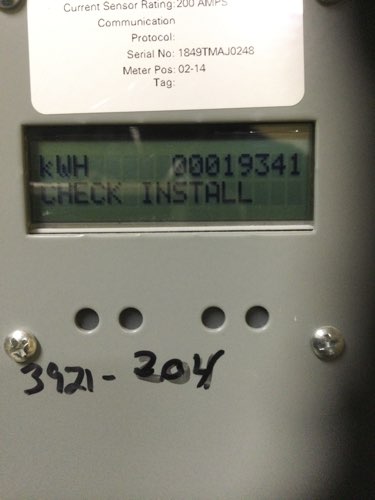 Current Sensor Rating: 200 AMPS
Communication
Protocol:
Serial No: 1849TMAJ0248
Meter Pos: 02-14
Tag:
kWH 00019341
CHECK INSTALL
3921-204